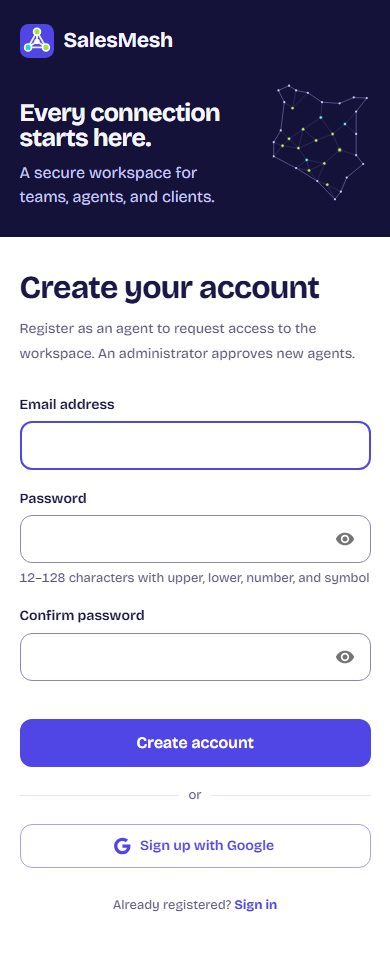 SalesMesh
Every connection
starts here.
A secure workspace for
teams, agents, and clients.
Create your account
Register as an agent to request access to the
workspace. An administrator approves new agents.
Email address
Password
12–128 characters with upper, lower, number, and symbol
Confirm password
Create account
or
Sign up with Google
Already registered? Sign in